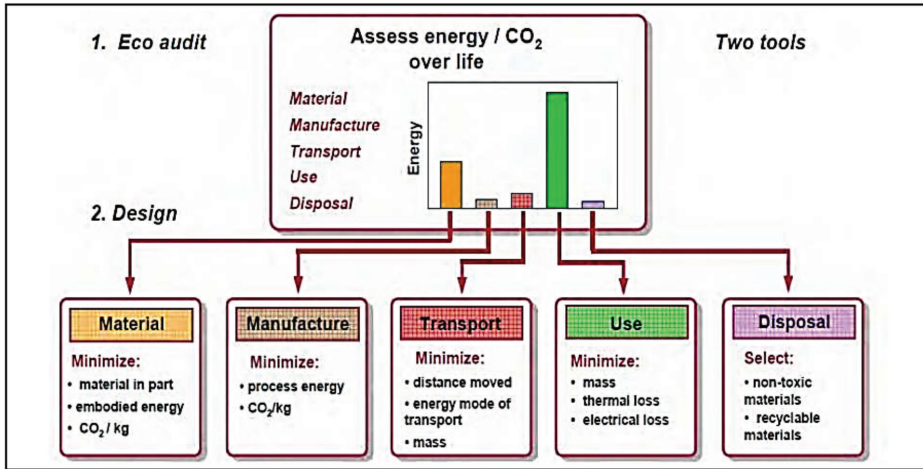 1. Eco audit
Assess energy / CO₂
over life
Two tools
Material
Manufacture
Transport
Use
Disposal
Energy
2. Design
Material
Minimize:
• material in part
• embodied energy
• CO₂ / kg
Manufacture
Minimize:
• process energy
• CO₂/kg
Transport
Minimize:
• distance moved
• energy mode of
transport
• mass
Use
Minimize:
• mass
• thermal loss
• electrical loss
Disposal
Select:
• non-toxic
materials
• recyclable
materials